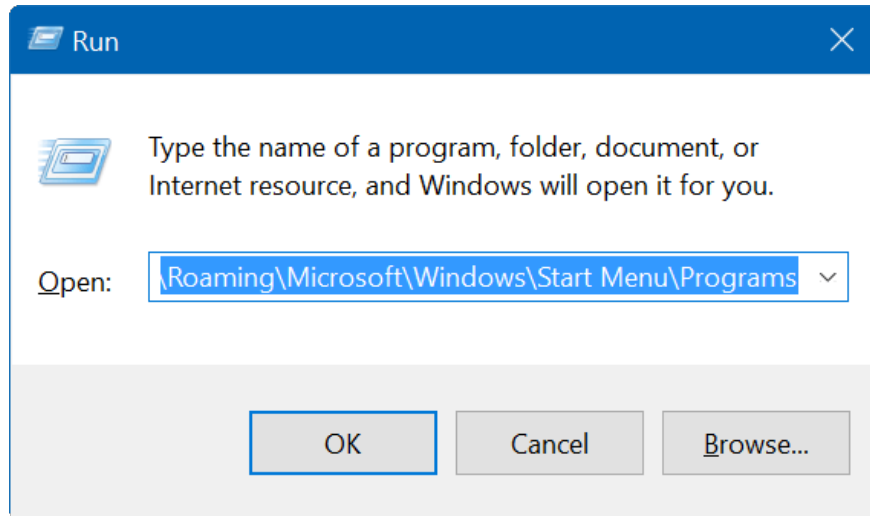 Run
Type the name of a program, folder, document, or
Internet resource, and Windows will open it for you.
Open: \Roaming\Microsoft\Windows\Start Menu\Programs
OK Cancel Browse...